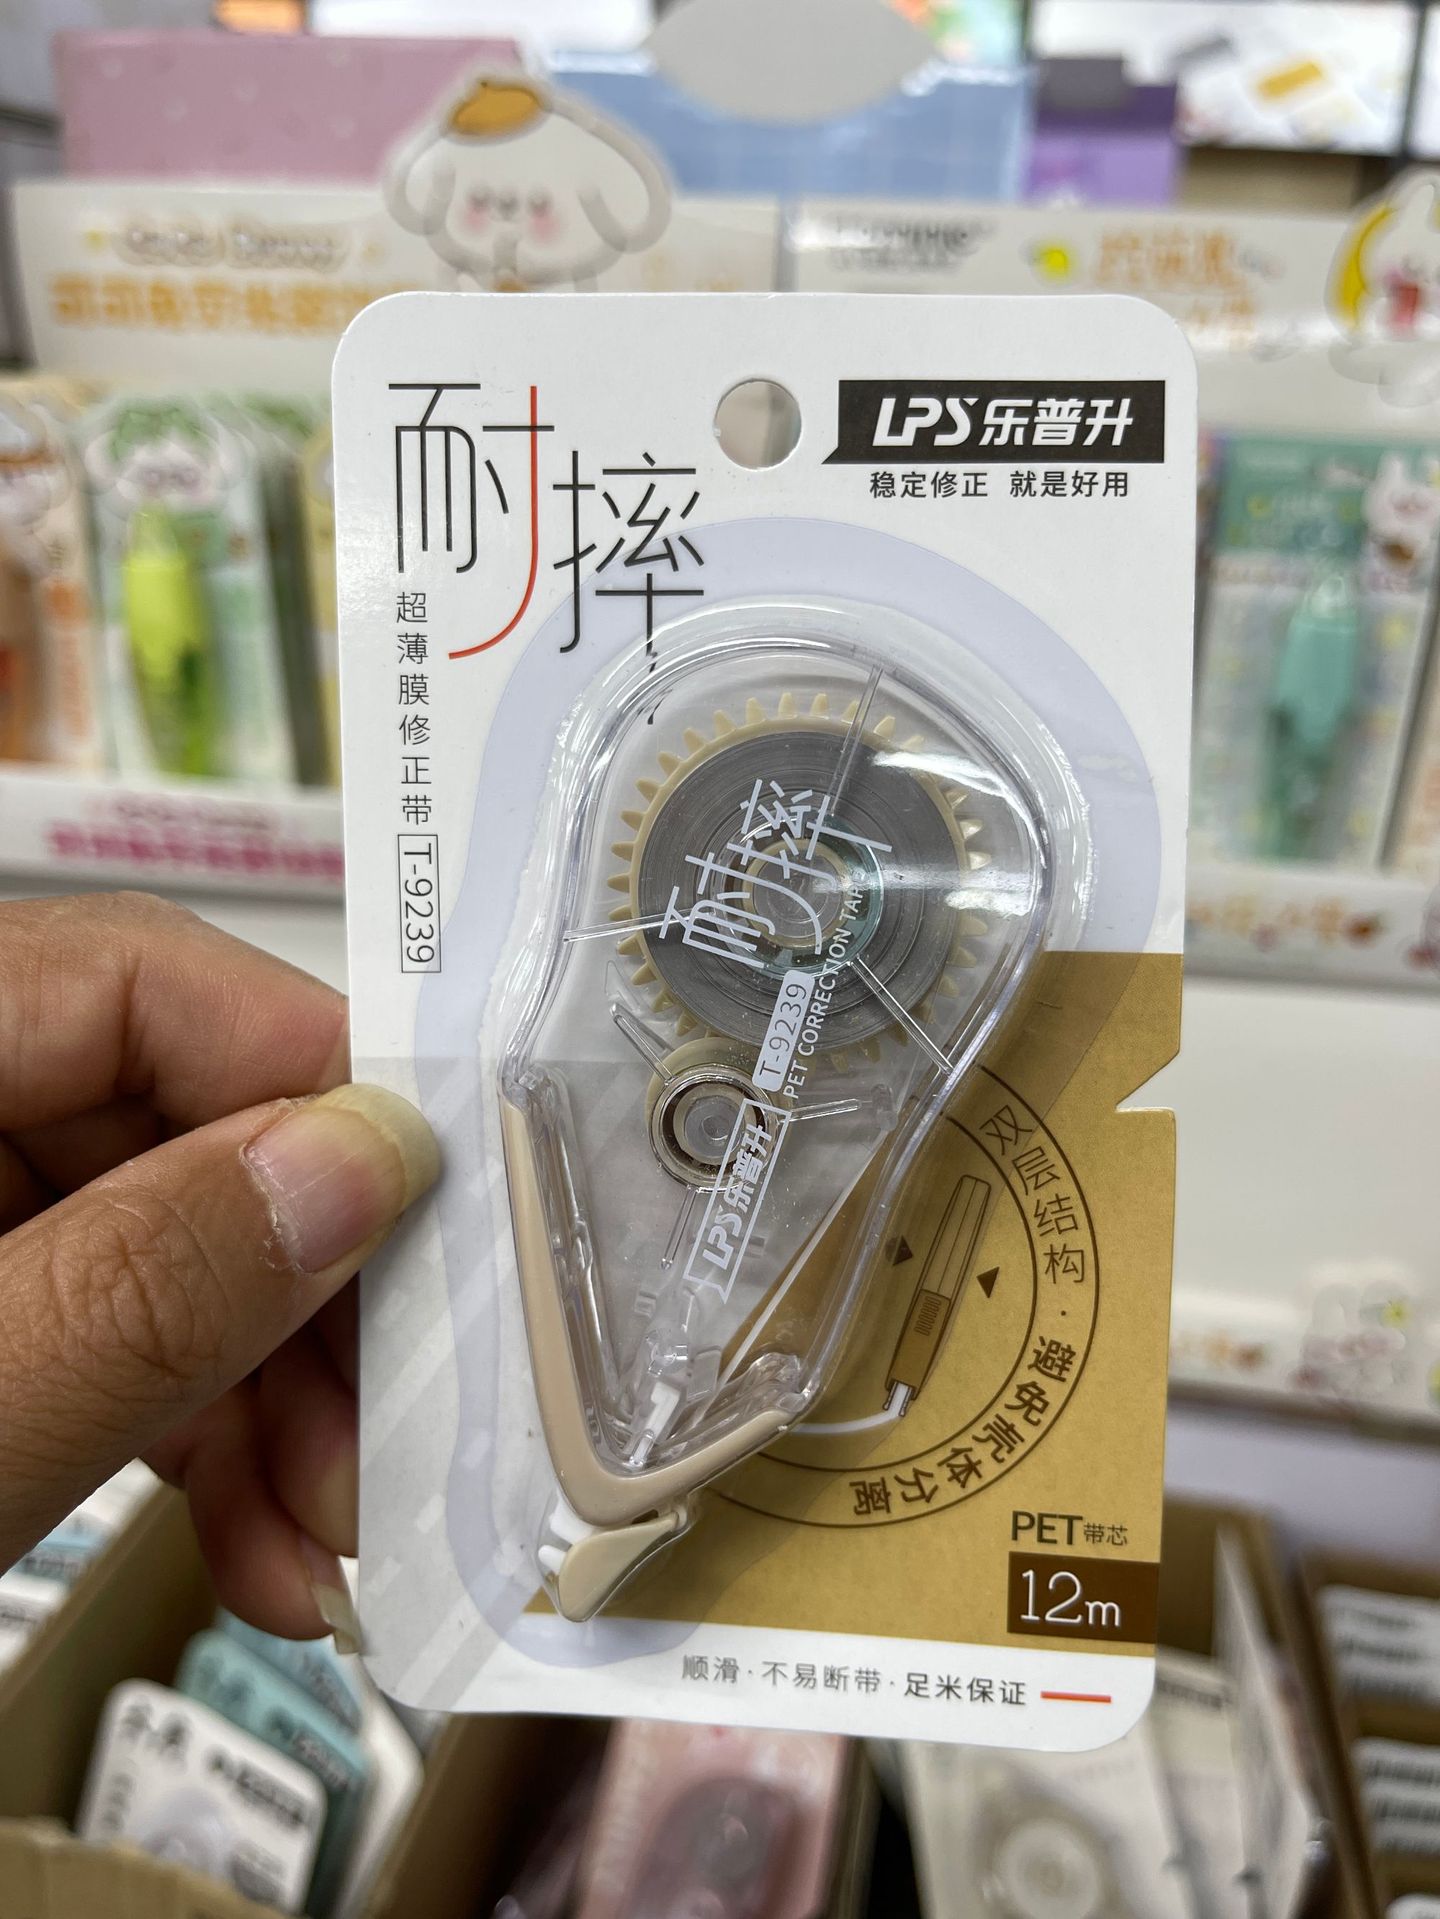 耐摔
LPS乐普升
稳定修正 就是好用
超薄膜修正带 T-9239
耐摔
T-9239
PET CORRECTION TAPE
LPS乐普升
双层结构·避免壳体分离
PET带芯
12m
顺滑·不易断带·足米保证